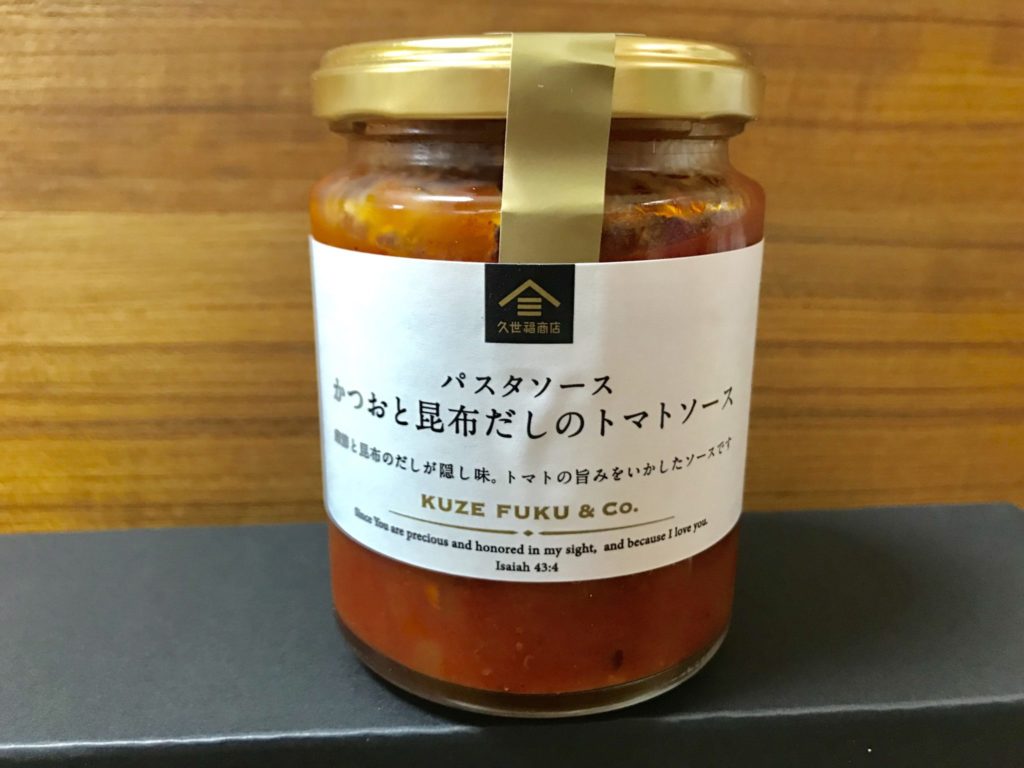 久世福商店
パスタソース
かつおと昆布だしのトマトソース
と昆布のだしが隠し味。トマトの旨みをいかしたソースです
KUZE FUKU & Co.
Since You are precious and honored in my sight, and because I love you.
Isaiah 43:4